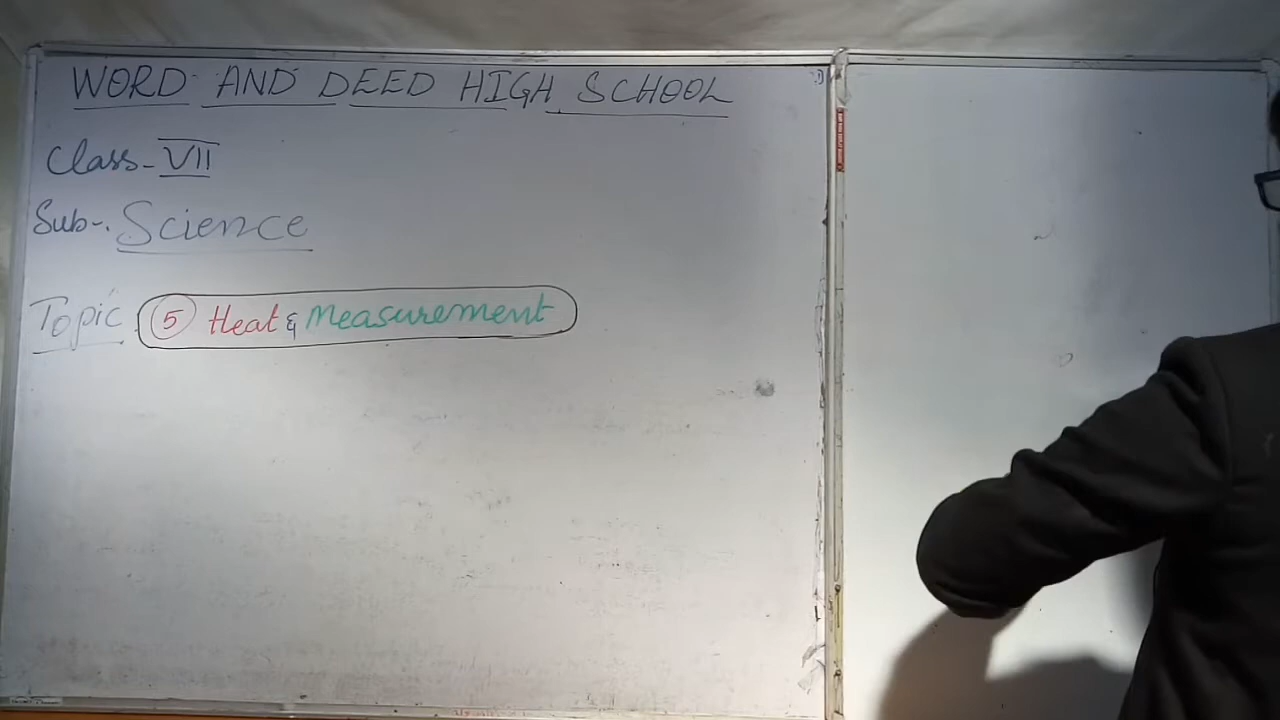 WORD AND DEED HIGH SCHOOL
Class-VII
Sub-. Science
Topic. 5 Heat & Measurement